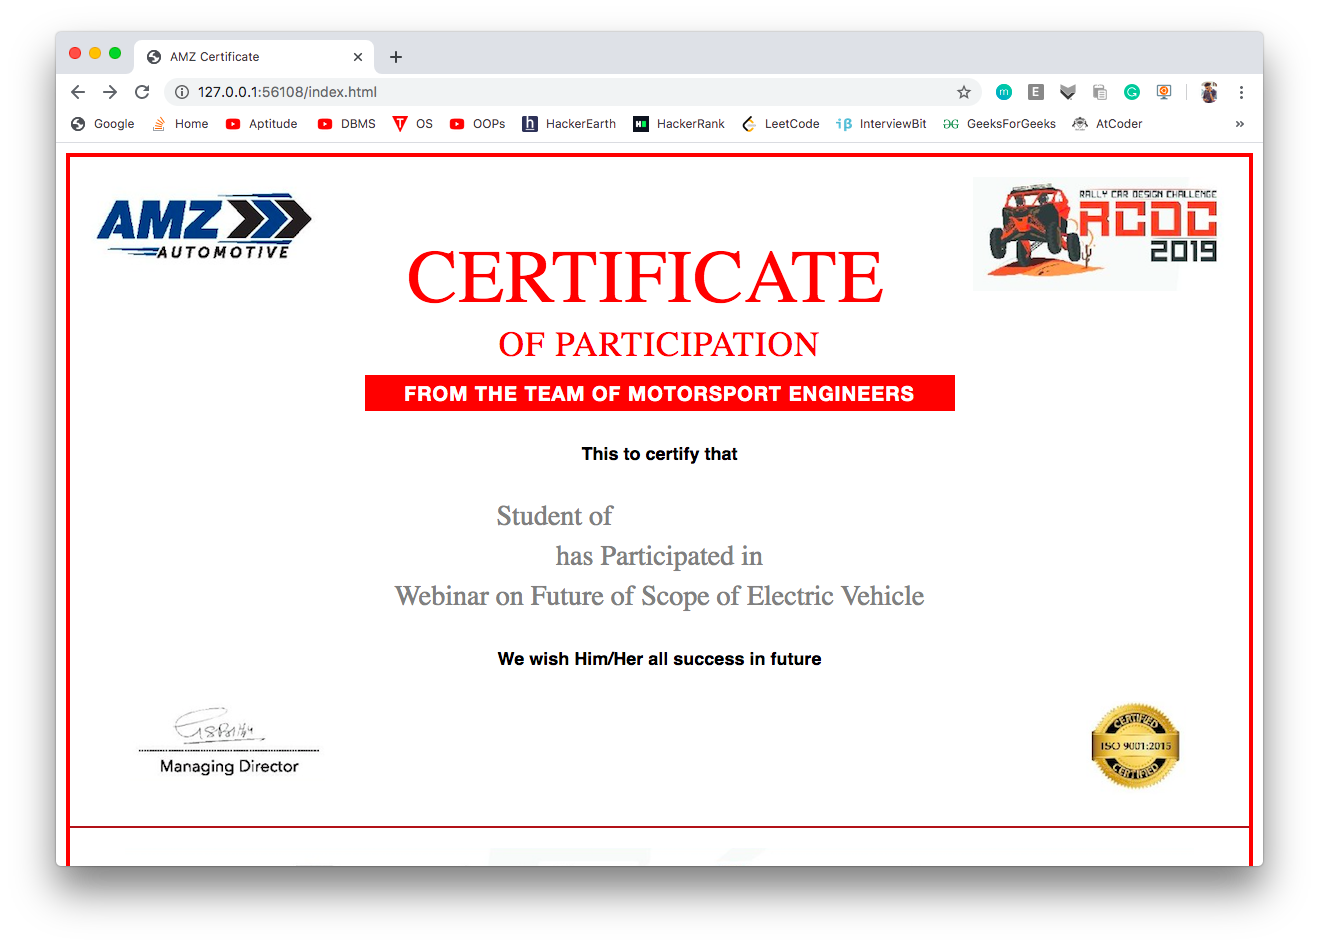 AMZ Certificate
127.0.0.1:56108/index.html
Google Home Aptitude DBMS OS OOPs HackerEarth HackerRank LeetCode InterviewBit GeeksForGeeks AtCoder »
AMZ
AUTOMOTIVE
RALLY CAR DESIGN CHALLENGE
RCDC
2019
CERTIFICATE
OF PARTICIPATION
FROM THE TEAM OF MOTORSPORT ENGINEERS
This to certify that
Student of
has Participated in
Webinar on Future of Scope of Electric Vehicle
We wish Him/Her all success in future
Managing Director
CERTIFIED
ISO 9001:2015
CERTIFIED